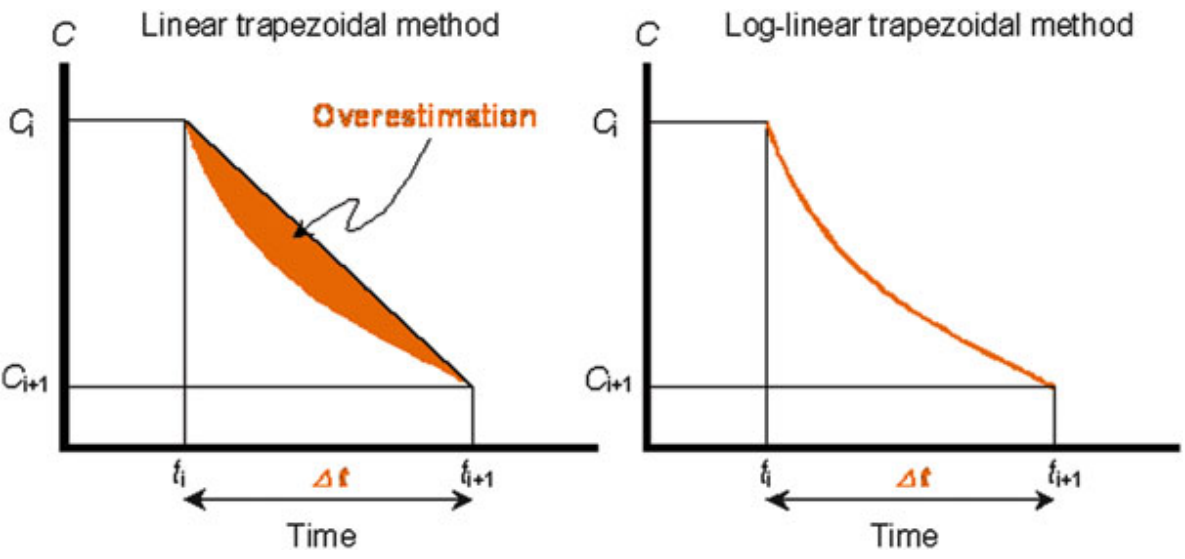 Linear trapezoidal method
C
Overestimation
Ci
Ci+1
ti
Δt
ti+1
Time
Log-linear trapezoidal method
C
Ci
Ci+1
ti
Δt
ti+1
Time